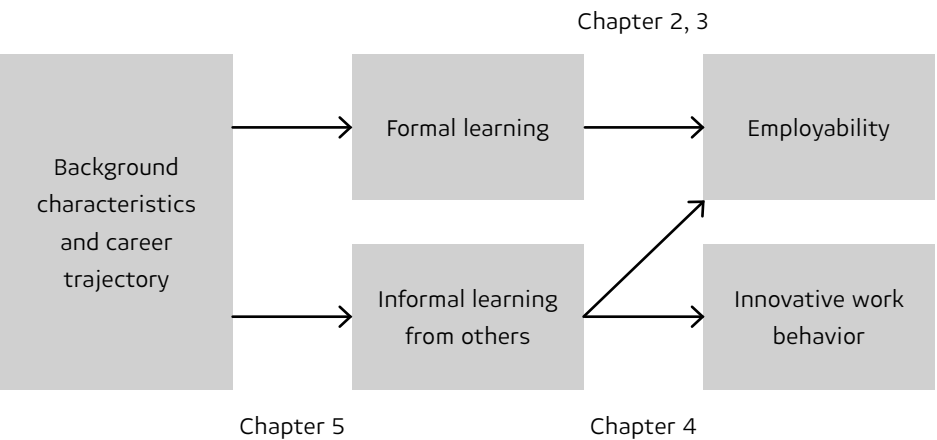 Chapter 2, 3
Background
characteristics
and career
trajectory
Formal learning
Employability
Informal learning
from others
Innovative work
behavior
Chapter 5
Chapter 4